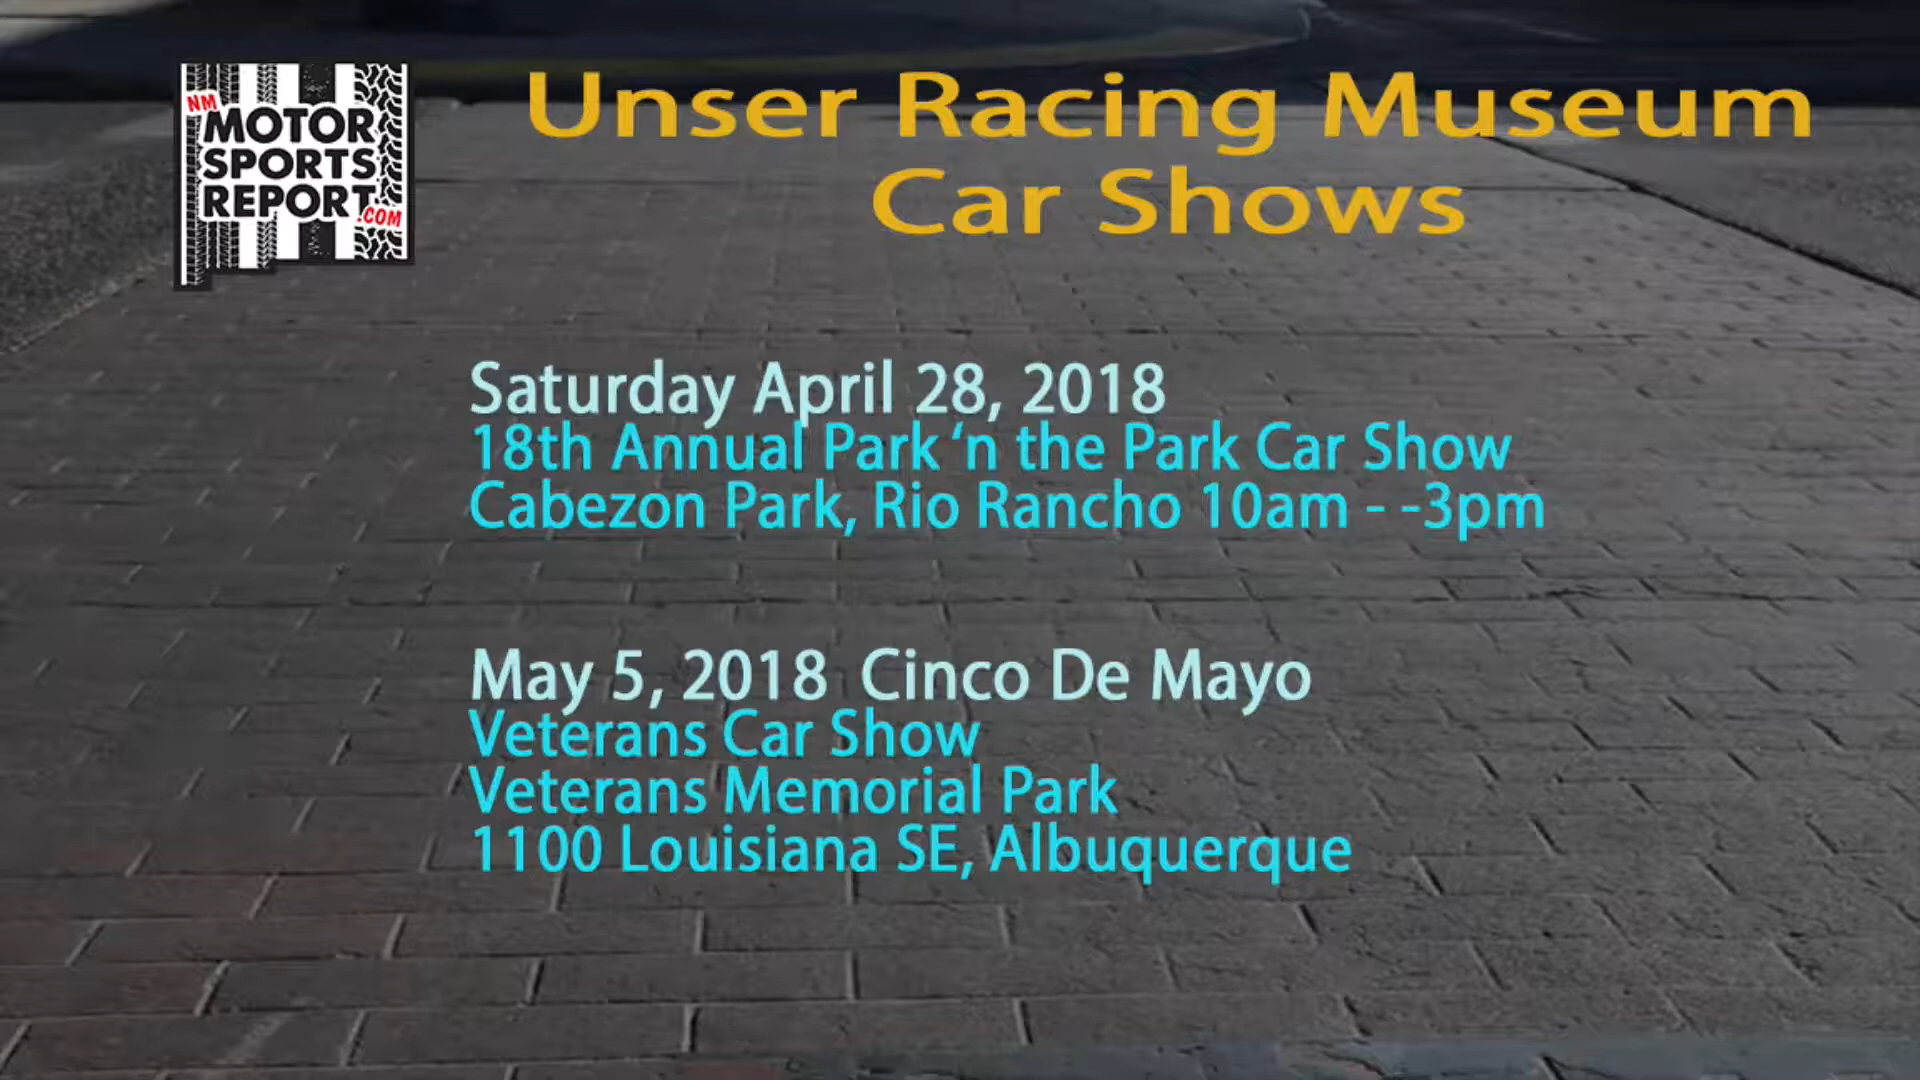 NM
MOTOR
SPORTS
REPORT
.COM
Unser Racing Museum
Car Shows
Saturday April 28, 2018
18th Annual Park ‘n the Park Car Show
Cabezon Park, Rio Rancho 10am - -3pm
May 5, 2018  Cinco De Mayo
Veterans Car Show
Veterans Memorial Park
1100 Louisiana SE, Albuquerque